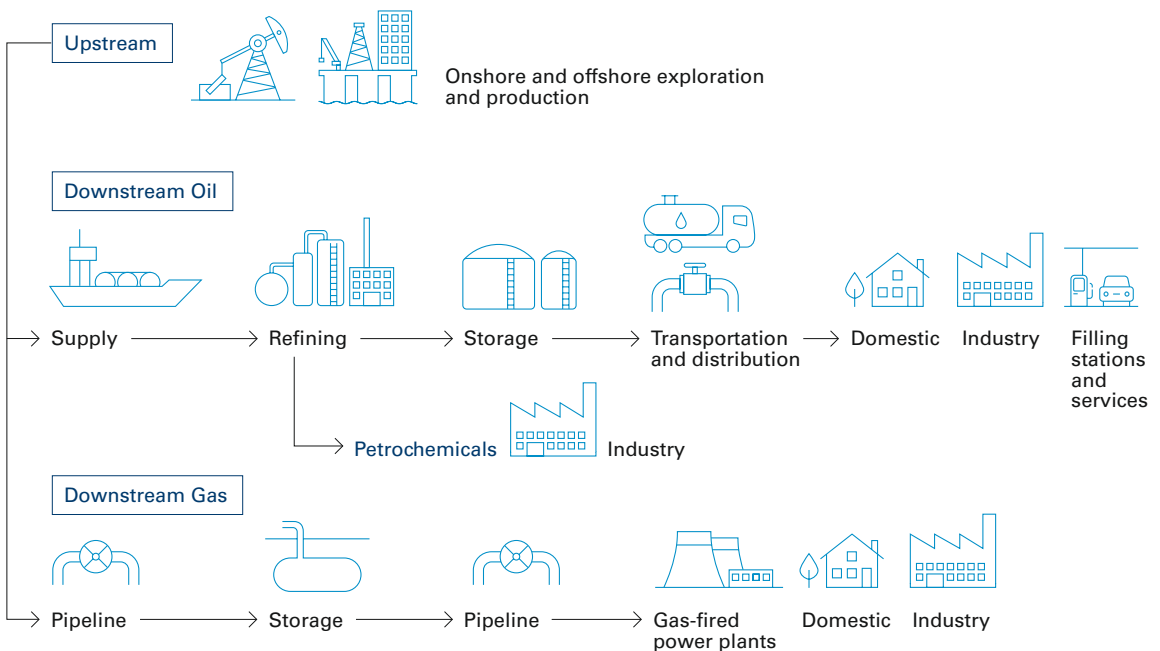 Upstream
Onshore and offshore exploration
and production
Downstream Oil
Supply
Refining
Storage
Transportation
and distribution
Domestic
Industry
Filling
stations
and
services
Petrochemicals
Industry
Downstream Gas
Pipeline
Storage
Pipeline
Gas-fired
power plants
Domestic
Industry